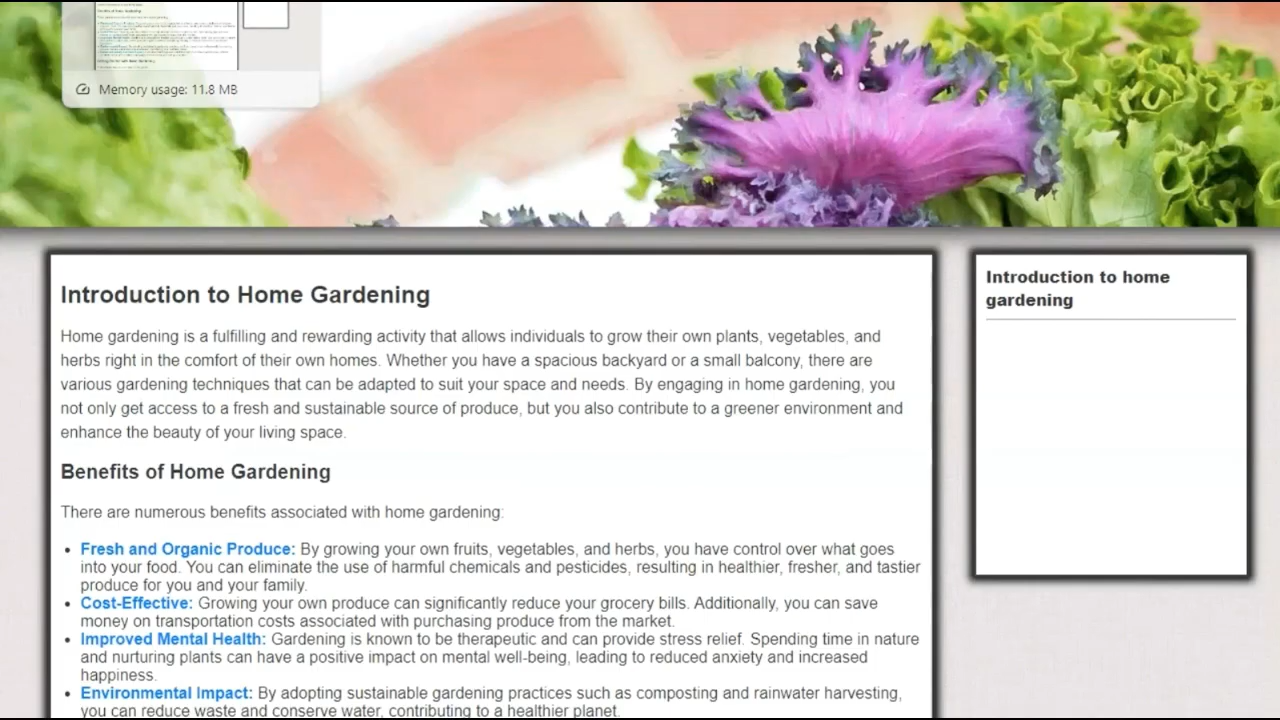 Memory usage: 11.8 MB
Introduction to Home Gardening
Home gardening is a fulfilling and rewarding activity that allows individuals to grow their own plants, vegetables, and
herbs right in the comfort of their own homes. Whether you have a spacious backyard or a small balcony, there are
various gardening techniques that can be adapted to suit your space and needs. By engaging in home gardening, you
not only get access to a fresh and sustainable source of produce, but you also contribute to a greener environment and
enhance the beauty of your living space.
Benefits of Home Gardening
There are numerous benefits associated with home gardening:
• Fresh and Organic Produce: By growing your own fruits, vegetables, and herbs, you have control over what goes
into your food. You can eliminate the use of harmful chemicals and pesticides, resulting in healthier, fresher, and tastier
produce for you and your family.
• Cost-Effective: Growing your own produce can significantly reduce your grocery bills. Additionally, you can save
money on transportation costs associated with purchasing produce from the market.
• Improved Mental Health: Gardening is known to be therapeutic and can provide stress relief. Spending time in nature
and nurturing plants can have a positive impact on mental well-being, leading to reduced anxiety and increased
happiness.
• Environmental Impact: By adopting sustainable gardening practices such as composting and rainwater harvesting,
you can reduce waste and conserve water, contributing to a healthier planet.
Introduction to home
gardening